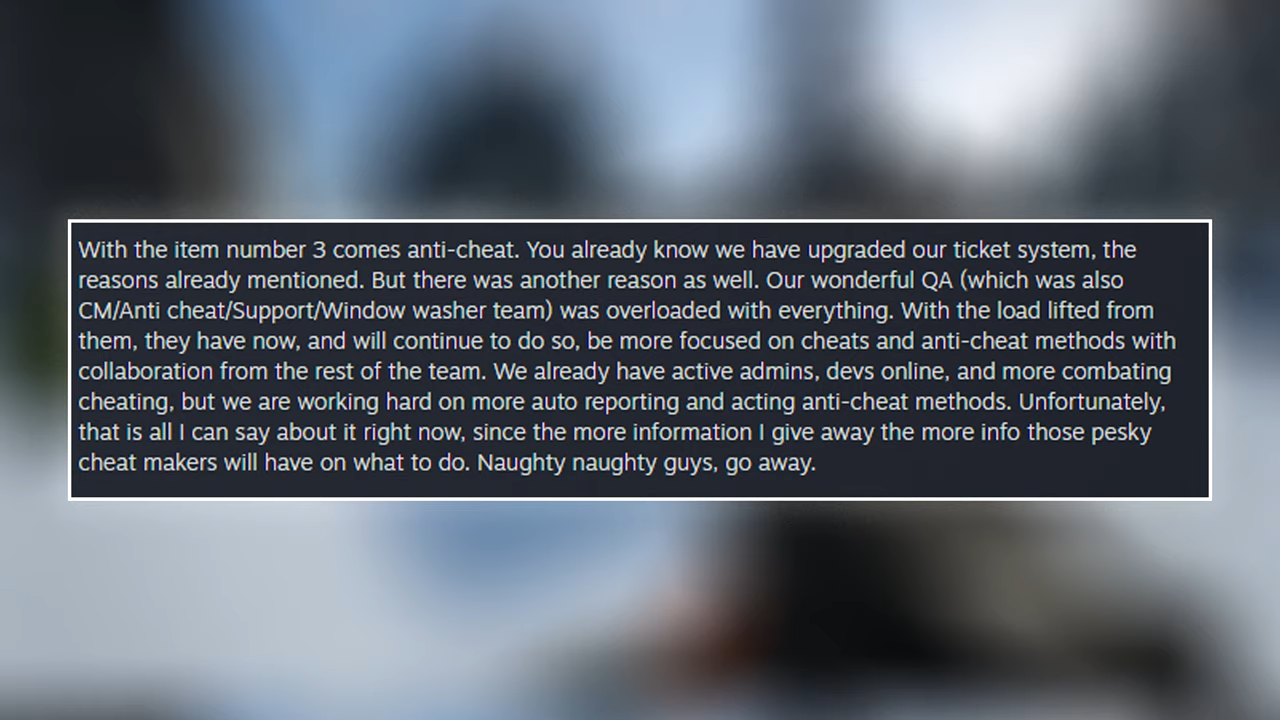 With the item number 3 comes anti-cheat. You already know we have upgraded our ticket system, the
reasons already mentioned. But there was another reason as well. Our wonderful QA (which was also
CM/Anti cheat/Support/Window washer team) was overloaded with everything. With the load lifted from
them, they have now, and will continue to do so, be more focused on cheats and anti-cheat methods with
collaboration from the rest of the team. We already have active admins, devs online, and more combating
cheating, but we are working hard on more auto reporting and acting anti-cheat methods. Unfortunately,
that is all I can say about it right now, since the more information I give away the more info those pesky
cheat makers will have on what to do. Naughty naughty guys, go away.